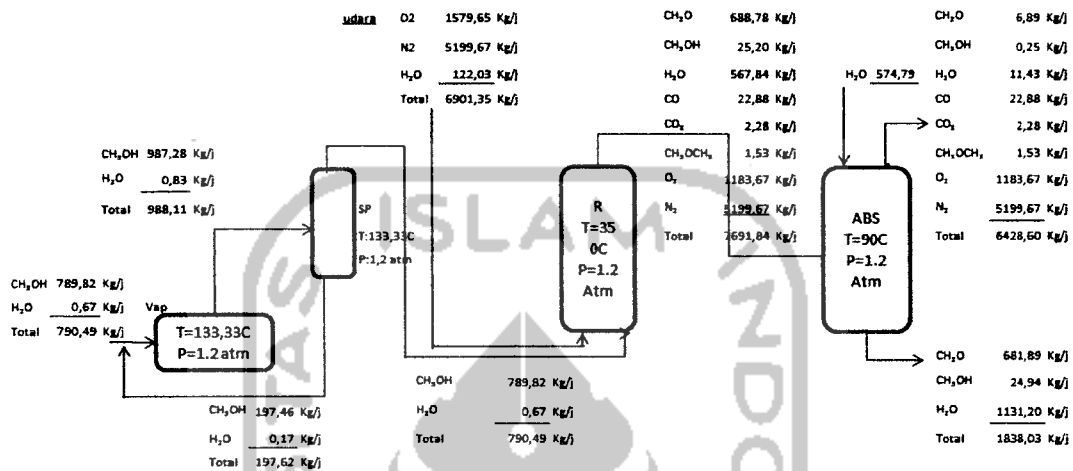 udara O2 1579,65 Kg/j
N2 5199,67 Kg/j
H₂O 122,03 Kg/j
Total 6901,35 Kg/j
CH₂O 688,78 Kg/j
CH₃OH 25,20 Kg/j
H₂O 567,84 Kg/j
CO 22,88 Kg/j
CO₂ 2,28 Kg/j
CH₃OCH₃ 1,53 Kg/j
O₂ 1183,67 Kg/j
N₂ 5199,67 Kg/j
Total 7691,84 Kg/j
H₂O 574,79
CH₂O 6,89 Kg/j
CH₃OH 0,25 Kg/j
H₂O 11,43 Kg/j
CO 22,88 Kg/j
CO₂ 2,28 Kg/j
CH₃OCH₃ 1,53 Kg/j
O₂ 1183,67 Kg/j
N₂ 5199,67 Kg/j
Total 6428,60 Kg/j
CH₃OH 987,28 Kg/j
H₂O 0,83 Kg/j
Total 988,11 Kg/j
SP
T:133,33C
P:1,2 atm
R
T=35
0C
P=1.2
Atm
ABS
T=90C
P=1.2
Atm
CH₃OH 789,82 Kg/j
H₂O 0,67 Kg/j
Total 790,49 Kg/j
Vap
T=133,33C
P=1.2 atm
CH₃OH 197,46 Kg/j
H₂O 0,17 Kg/j
Total 197,62 Kg/j
CH₃OH 789,82 Kg/j
H₂O 0,67 Kg/j
Total 790,49 Kg/j
CH₂O 681,89 Kg/j
CH₃OH 24,94 Kg/j
H₂O 1131,20 Kg/j
Total 1838,03 Kg/j
ISLAM
TAS
INDO